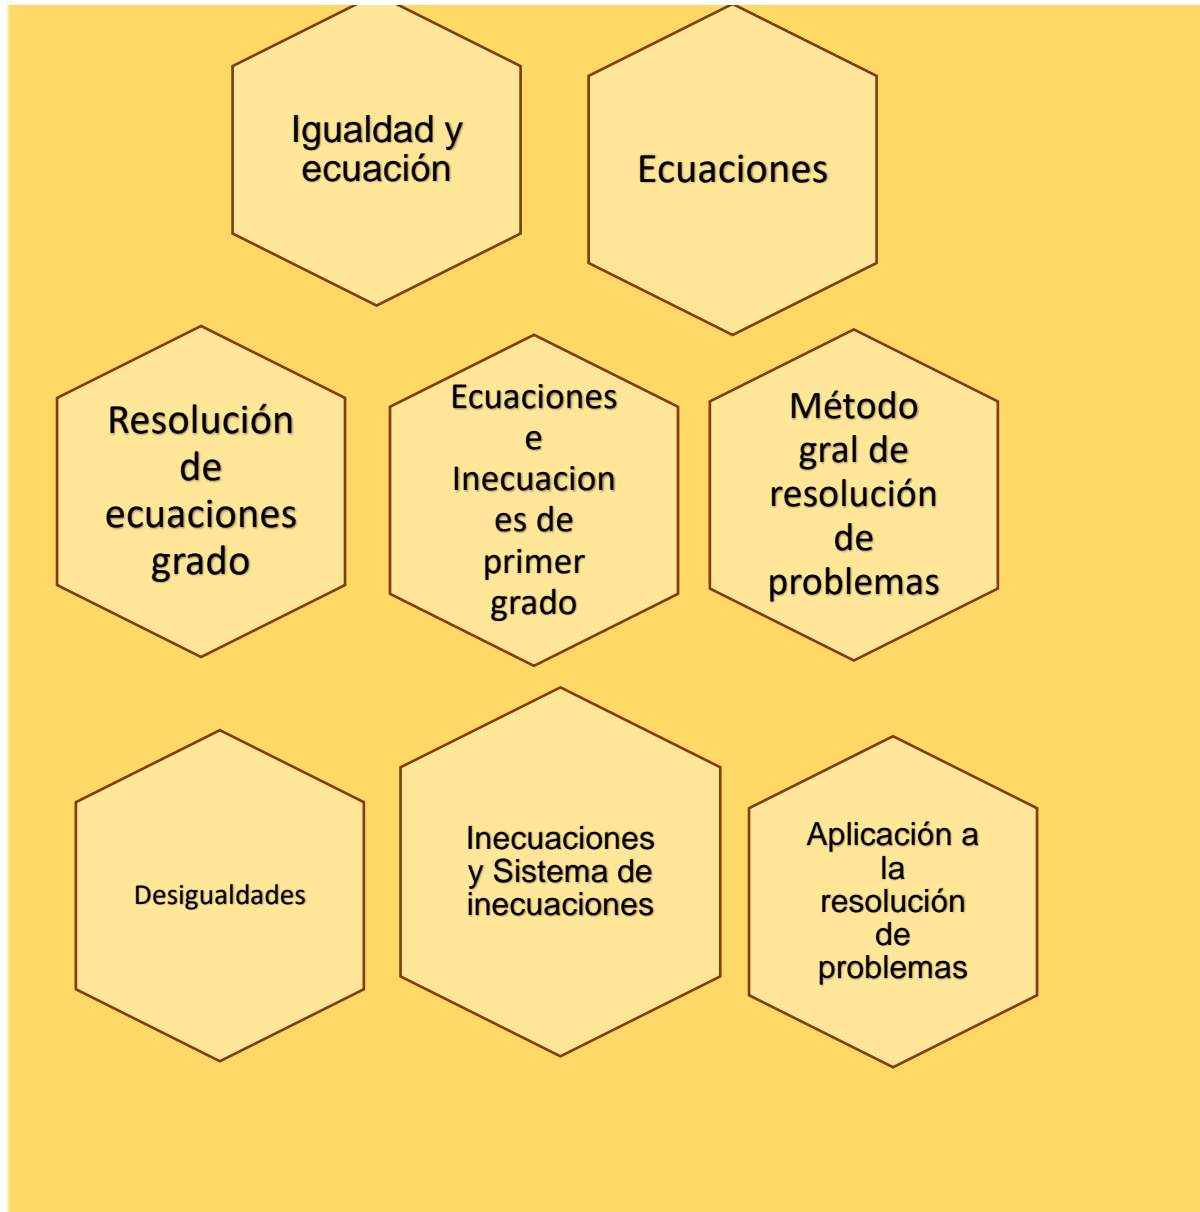 Igualdad y
ecuación
Ecuaciones
Resolución
de
ecuaciones
grado
Ecuaciones
e
Inecuacion
es de
primer
grado
Método
gral de
resolución
de
problemas
Desigualdades
Inecuaciones
y Sistema de
inecuaciones
Aplicación a
la
resolución
de
problemas